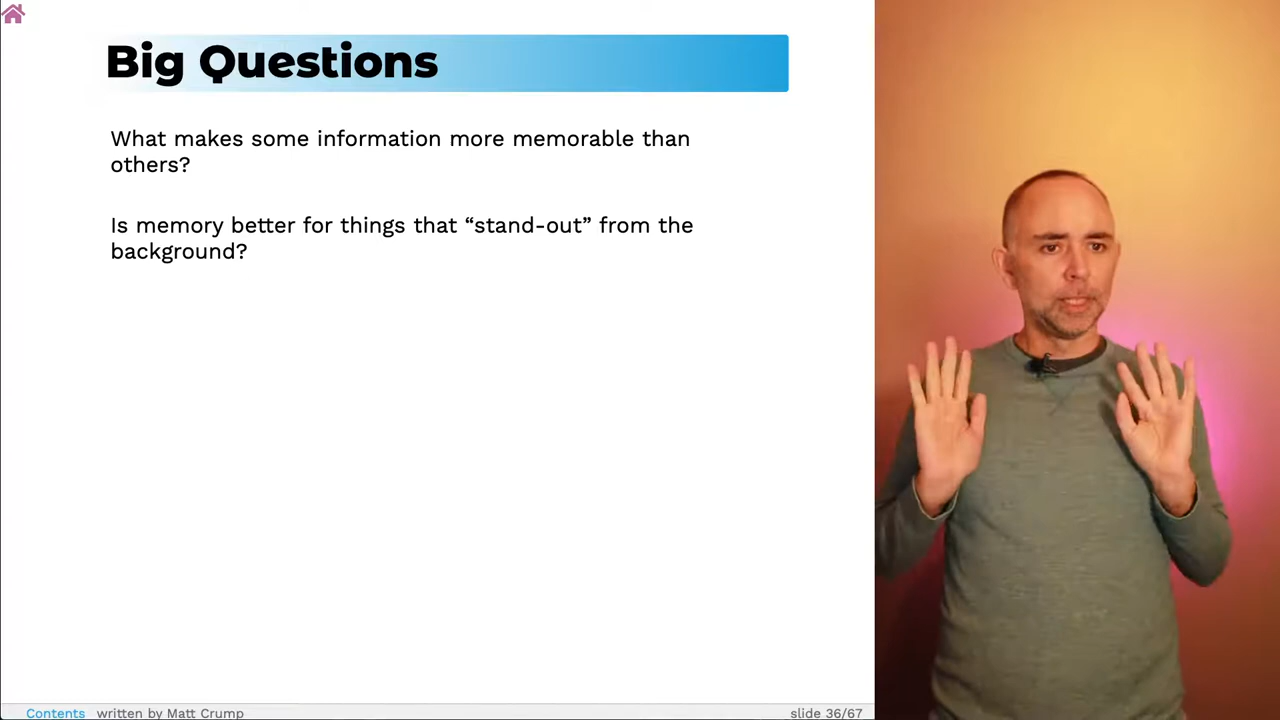 Big Questions
What makes some information more memorable than
others?
Is memory better for things that “stand-out” from the
background?
Contents written by Matt Crump
slide 36/67